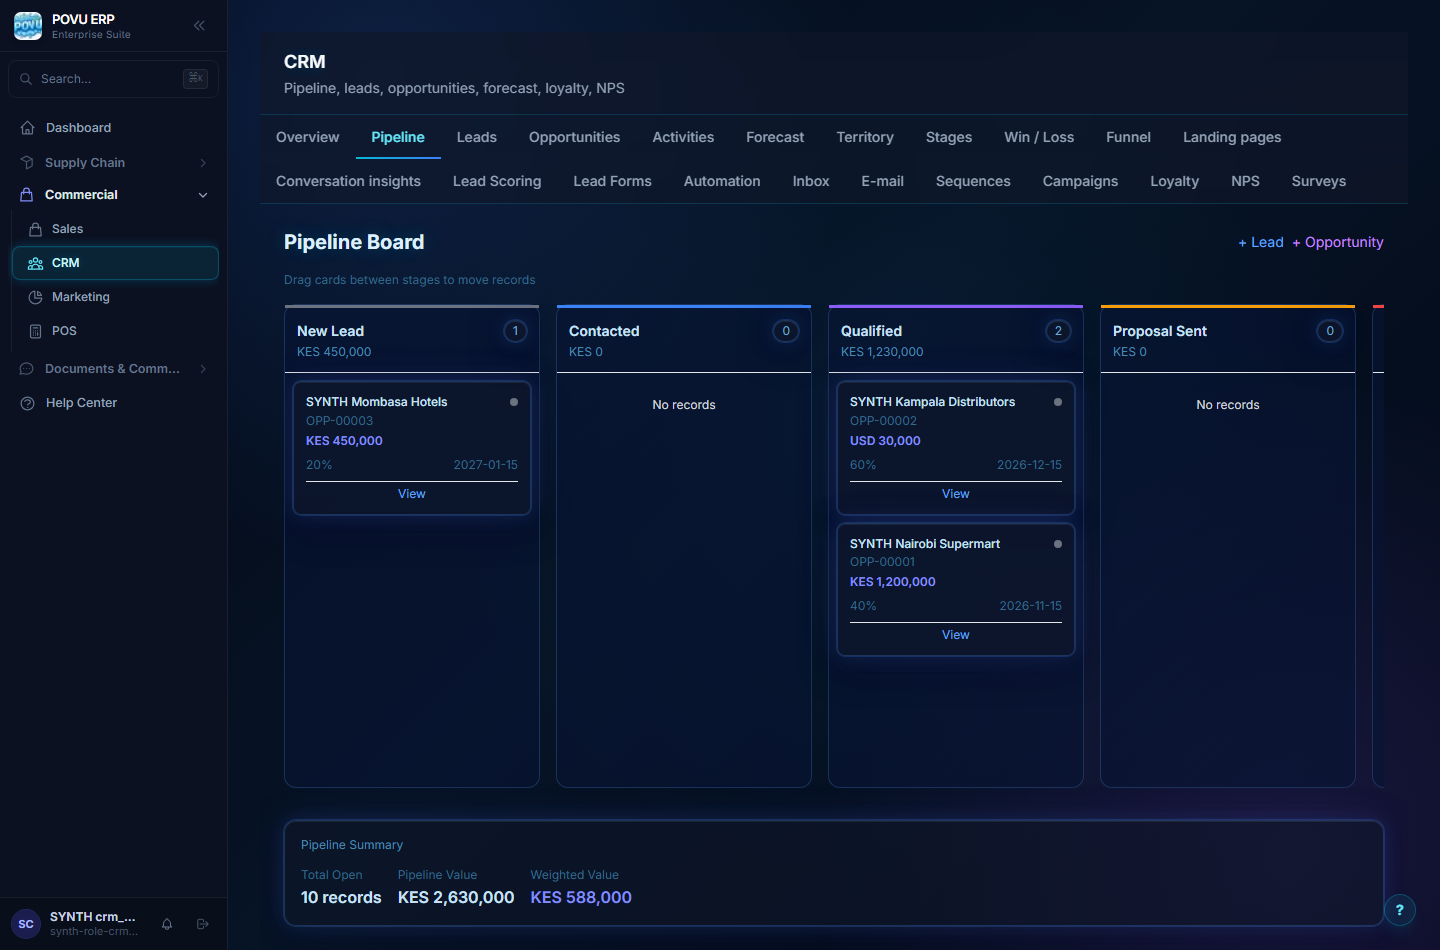 POVU ERP
Enterprise Suite
Search...
⌘K
Dashboard
Supply Chain
Commercial
Sales
CRM
Marketing
POS
Documents & Comm...
Help Center
SC
SYNTH crm_...
synth-role-crm...
CRM
Pipeline, leads, opportunities, forecast, loyalty, NPS
Overview Pipeline Leads Opportunities Activities Forecast Territory Stages Win / Loss Funnel Landing pages
Conversation insights Lead Scoring Lead Forms Automation Inbox E-mail Sequences Campaigns Loyalty NPS Surveys
Pipeline Board
+ Lead + Opportunity
Drag cards between stages to move records
New Lead 1
KES 450,000
SYNTH Mombasa Hotels
OPP-00003
KES 450,000
20% 2027-01-15
View
Contacted 0
KES 0
No records
Qualified 2
KES 1,230,000
SYNTH Kampala Distributors
OPP-00002
USD 30,000
60% 2026-12-15
View
SYNTH Nairobi Supermart
OPP-00001
KES 1,200,000
40% 2026-11-15
View
Proposal Sent 0
KES 0
No records
Pipeline Summary
Total Open Pipeline Value Weighted Value
10 records KES 2,630,000 KES 588,000
?